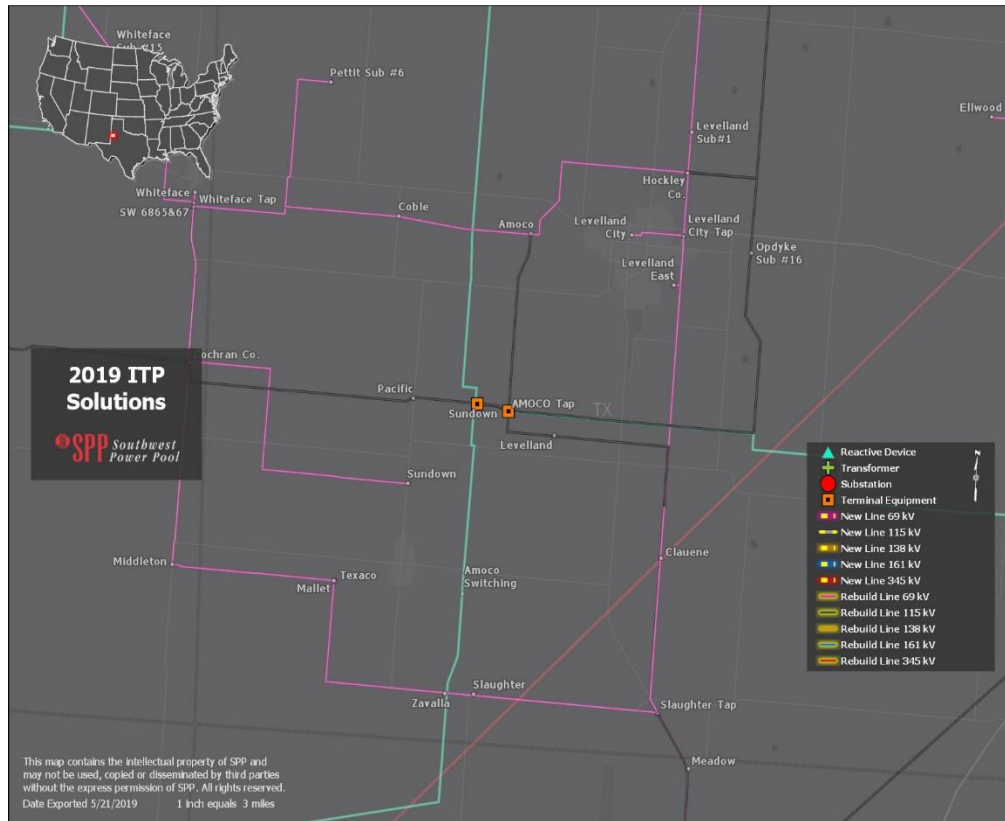 Whiteface
Sub #15
Pettit Sub #6
Ellwood
Levelland
Sub#1
Hockley
Co.
Whiteface
Whiteface Tap
SW 6865&67
Coble
Amoco
Levelland
City
Levelland
City Tap
Opdyke
Sub #16
Levelland
East
Cochran Co.
2019 ITP
Solutions
SPP Southwest
Power Pool
Pacific
Sundown
AMOCO Tap
TX
Levelland
Sundown
Reactive Device
Transformer
Substation
Terminal Equipment
New Line 69 kV
New Line 115 kV
New Line 138 kV
New Line 161 kV
New Line 345 kV
Rebuild Line 69 kV
Rebuild Line 115 kV
Rebuild Line 138 kV
Rebuild Line 161 kV
Rebuild Line 345 kV
N
Clauene
Middleton
Texaco
Mallet
Amoco
Switching
Slaughter
Zavalla
Slaughter Tap
Meadow
This map contains the intellectual property of SPP and
may not be used, copied or disseminated by third parties
without the express permission of SPP. All rights reserved.
Date Exported 5/21/2019 1 inch equals 3 miles